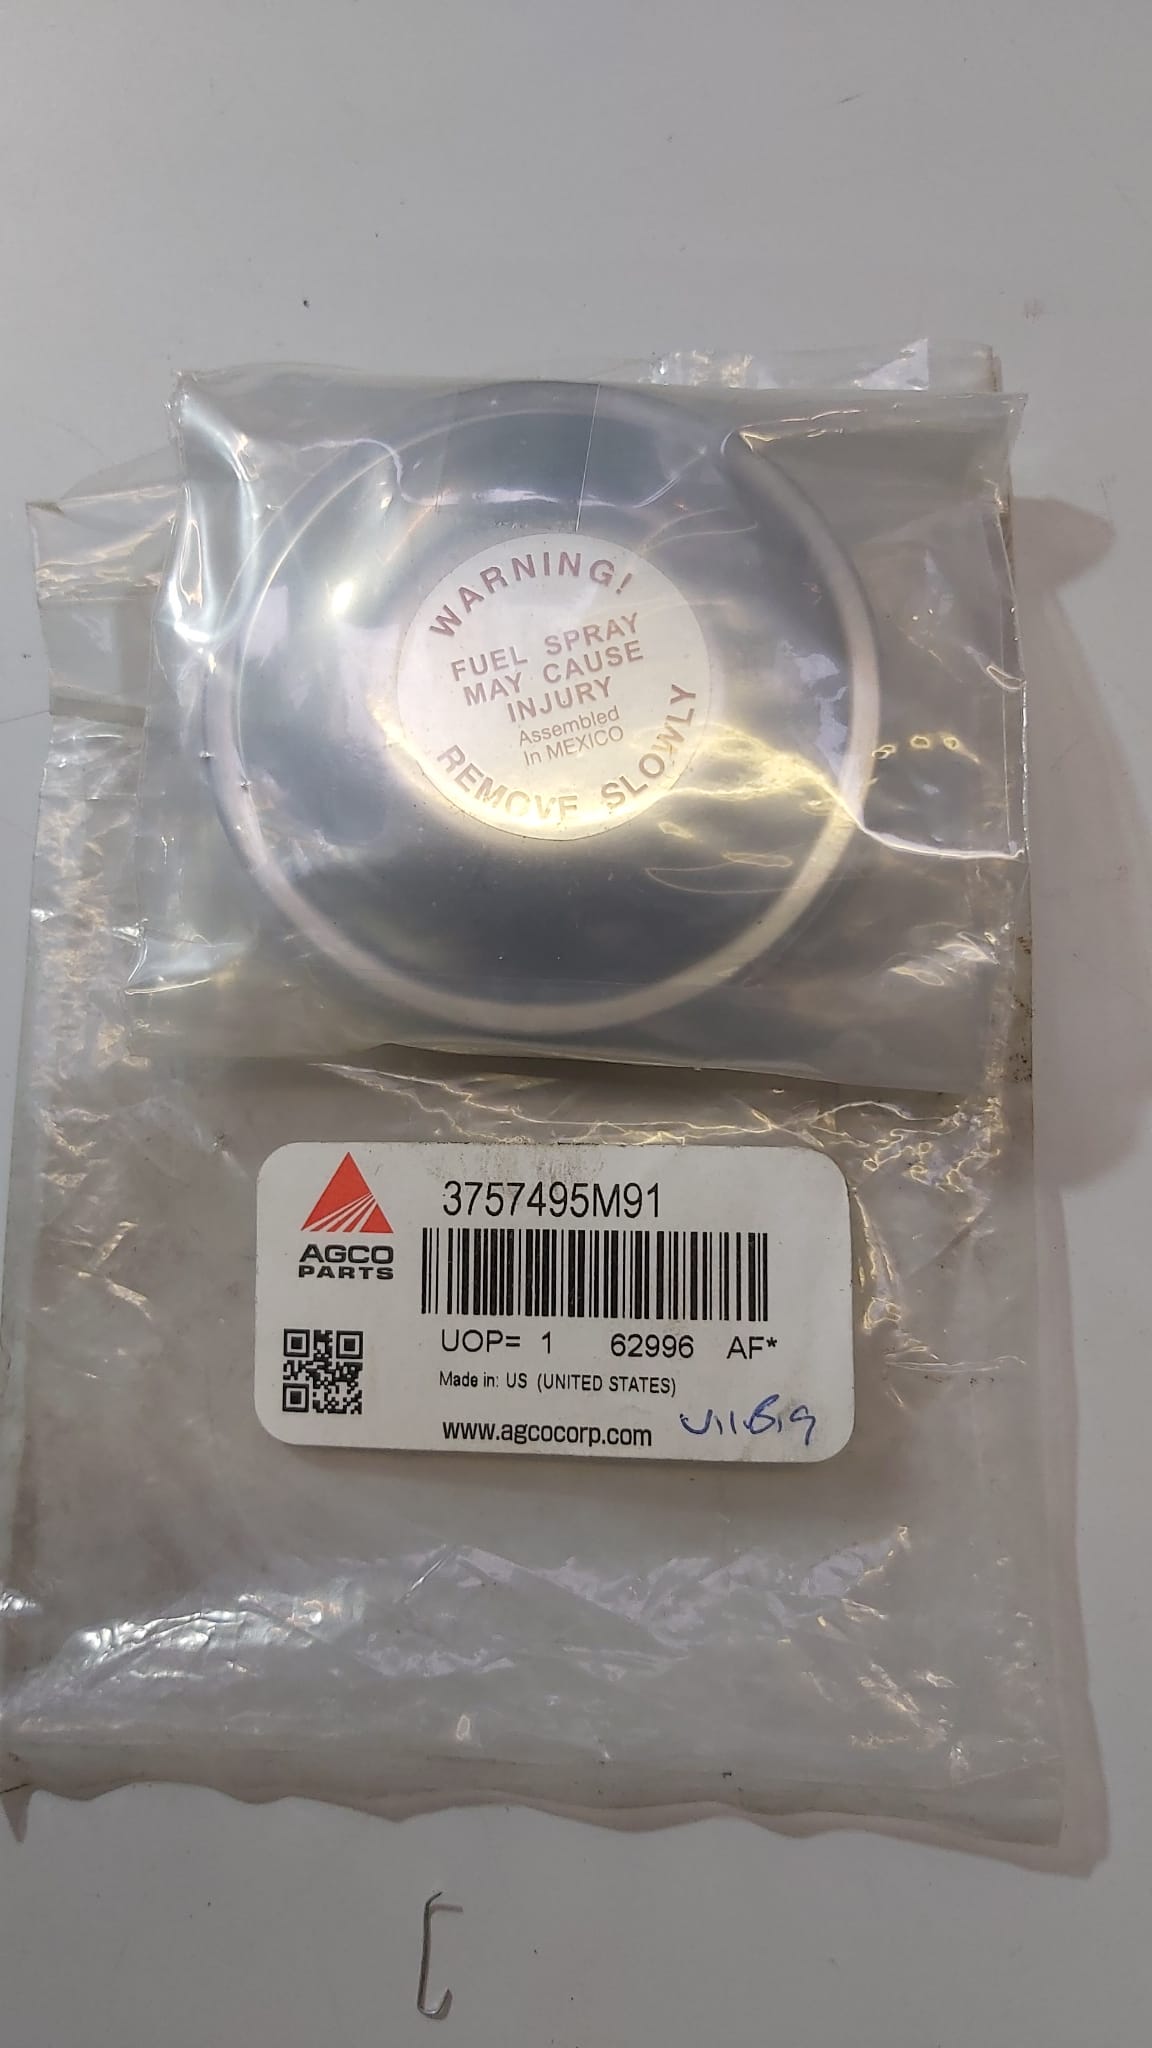 WARNING!
FUEL SPRAY
MAY CAUSE
INJURY
Assembled
In MEXICO
REMOVE SLOWLY
3757495M91
AGCO
PARTS
UOP= 1 62996 AF*
Made in: US (UNITED STATES)
www.agcocorp.com